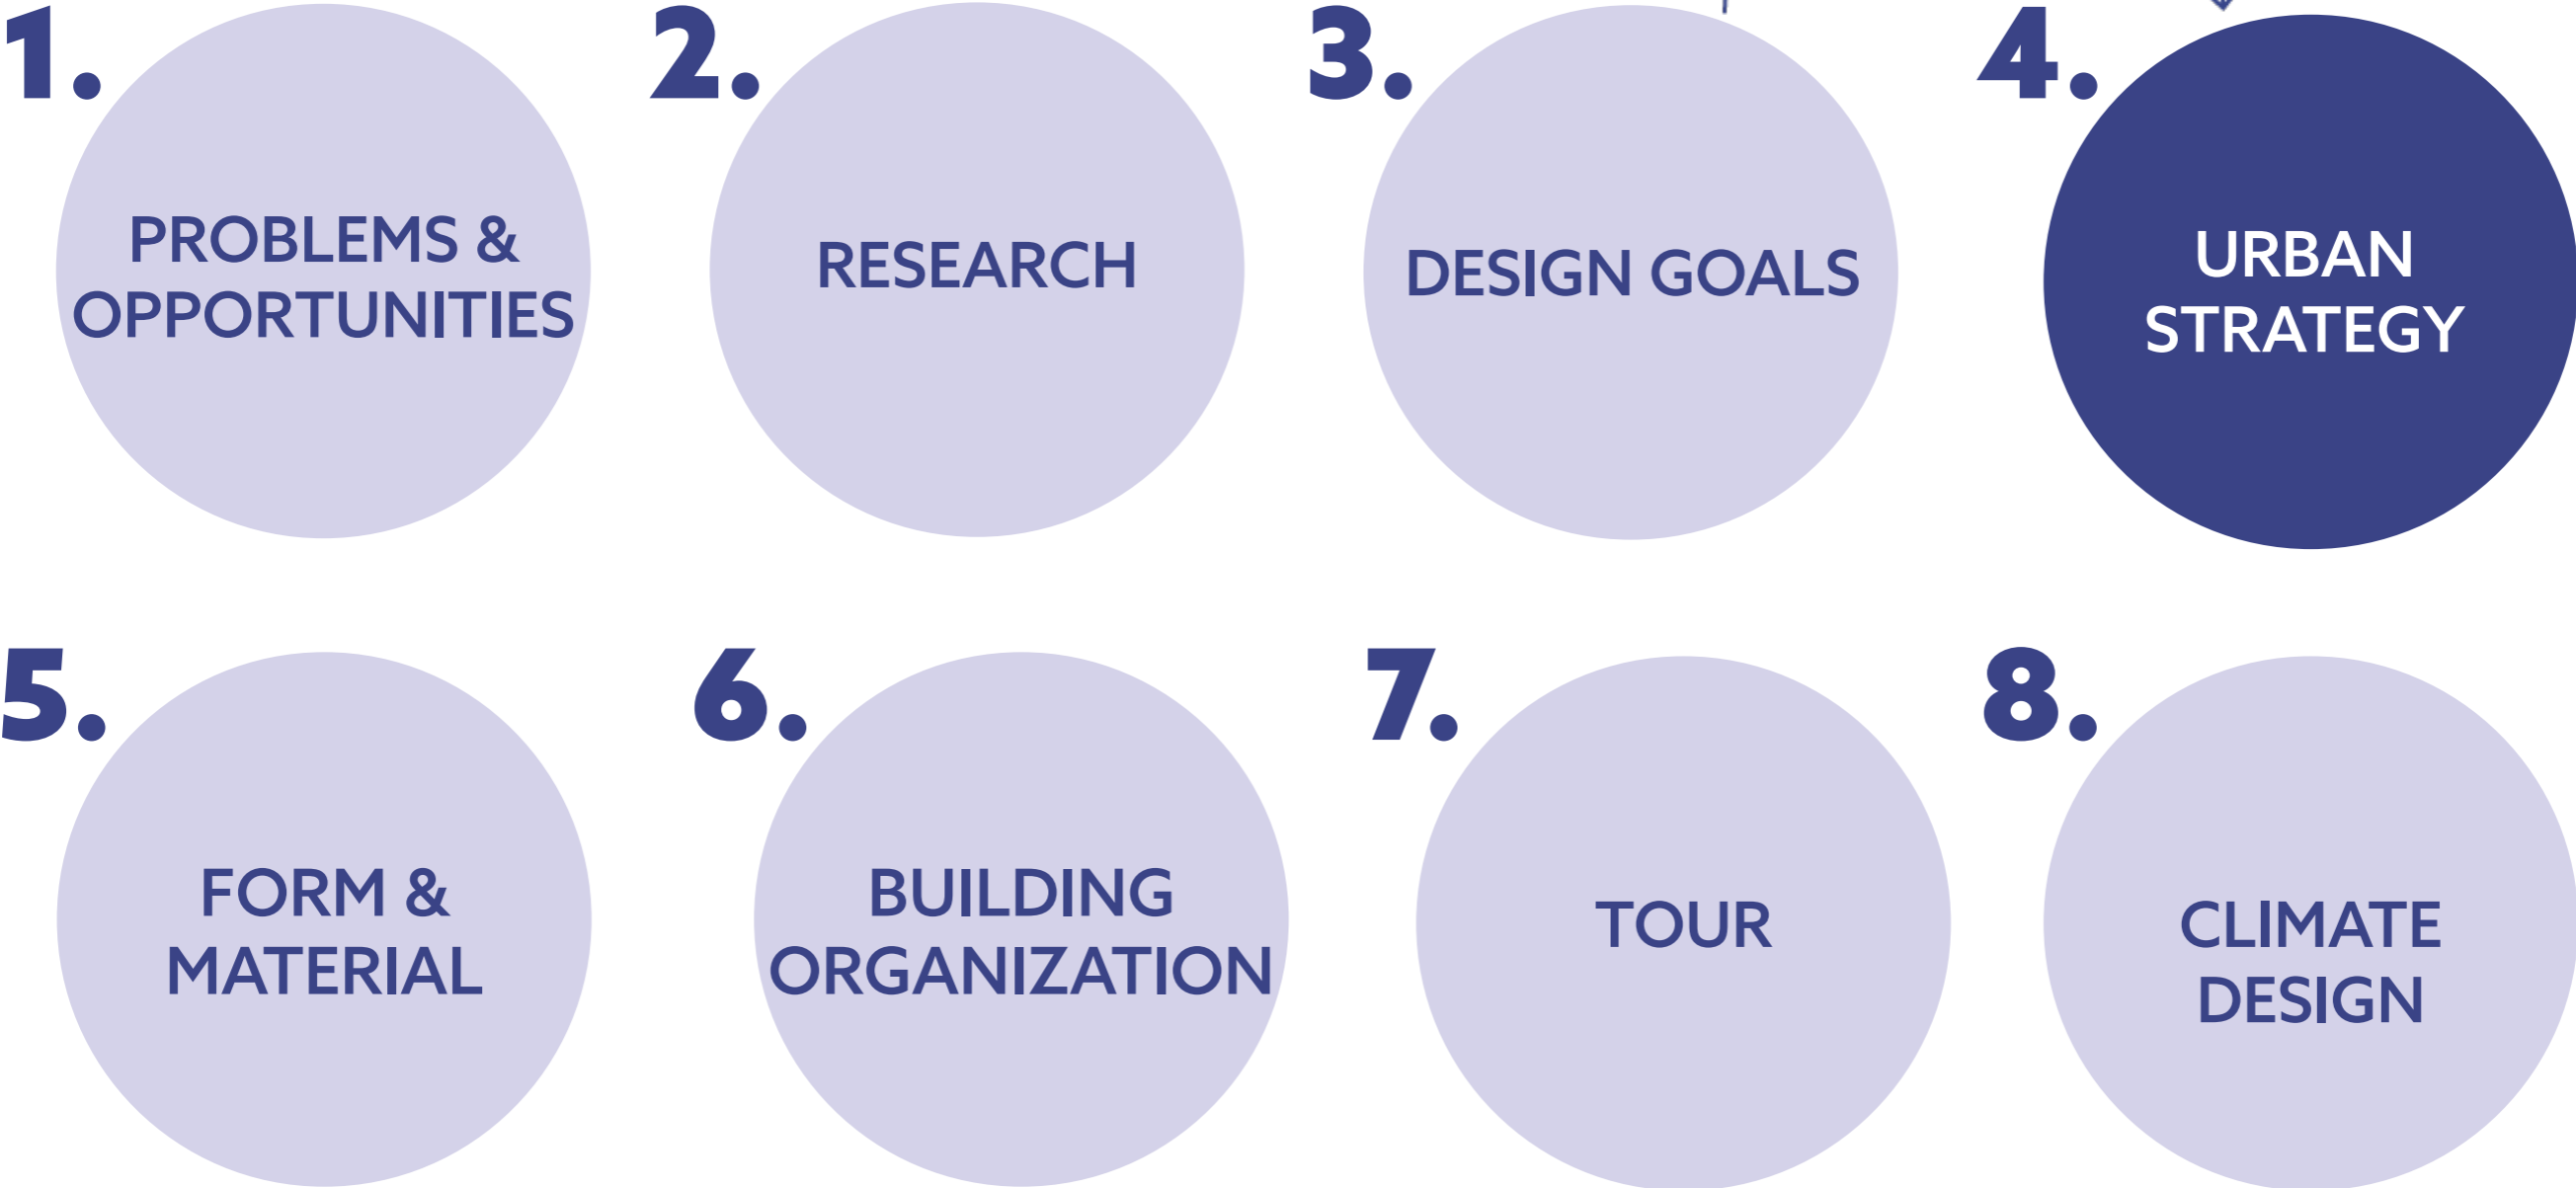 1.
PROBLEMS &
OPPORTUNITIES
2.
RESEARCH
3.
DESIGN GOALS
4.
URBAN
STRATEGY
5.
FORM &
MATERIAL
6.
BUILDING
ORGANIZATION
7.
TOUR
8.
CLIMATE
DESIGN